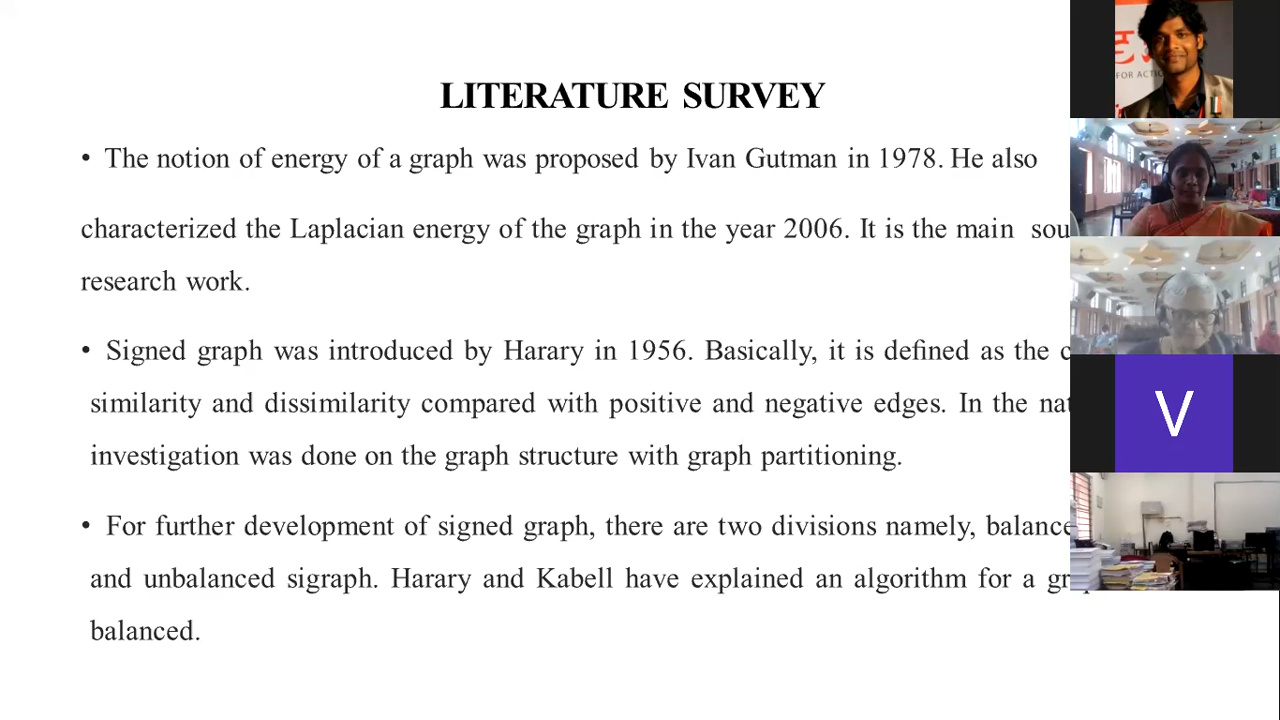 LITERATURE SURVEY
• The notion of energy of a graph was proposed by Ivan Gutman in 1978. He also
characterized the Laplacian energy of the graph in the year 2006. It is the main
research work.
• Signed graph was introduced by Harary in 1956. Basically, it is defined as the
similarity and dissimilarity compared with positive and negative edges. In the
investigation was done on the graph structure with graph partitioning.
• For further development of signed graph, there are two divisions namely,
and unbalanced sigraph. Harary and Kabell have explained an algorithm for a
balanced.
FOR
V